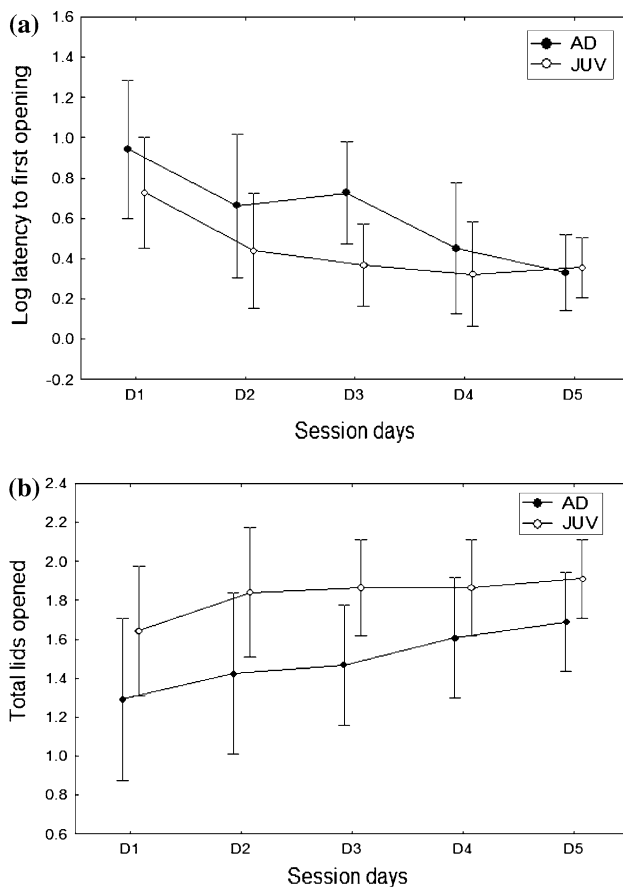 (a)
1.6
1.4
1.2
1.0
0.8
0.6
0.4
0.2
0.0
-0.2
Log latency to first opening
AD
JUV
D1 D2 D3 D4 D5
Session days
(b)
2.4
2.2
2.0
1.8
1.6
1.4
1.2
1.0
0.8
0.6
Total lids opened
AD
JUV
D1 D2 D3 D4 D5
Session days